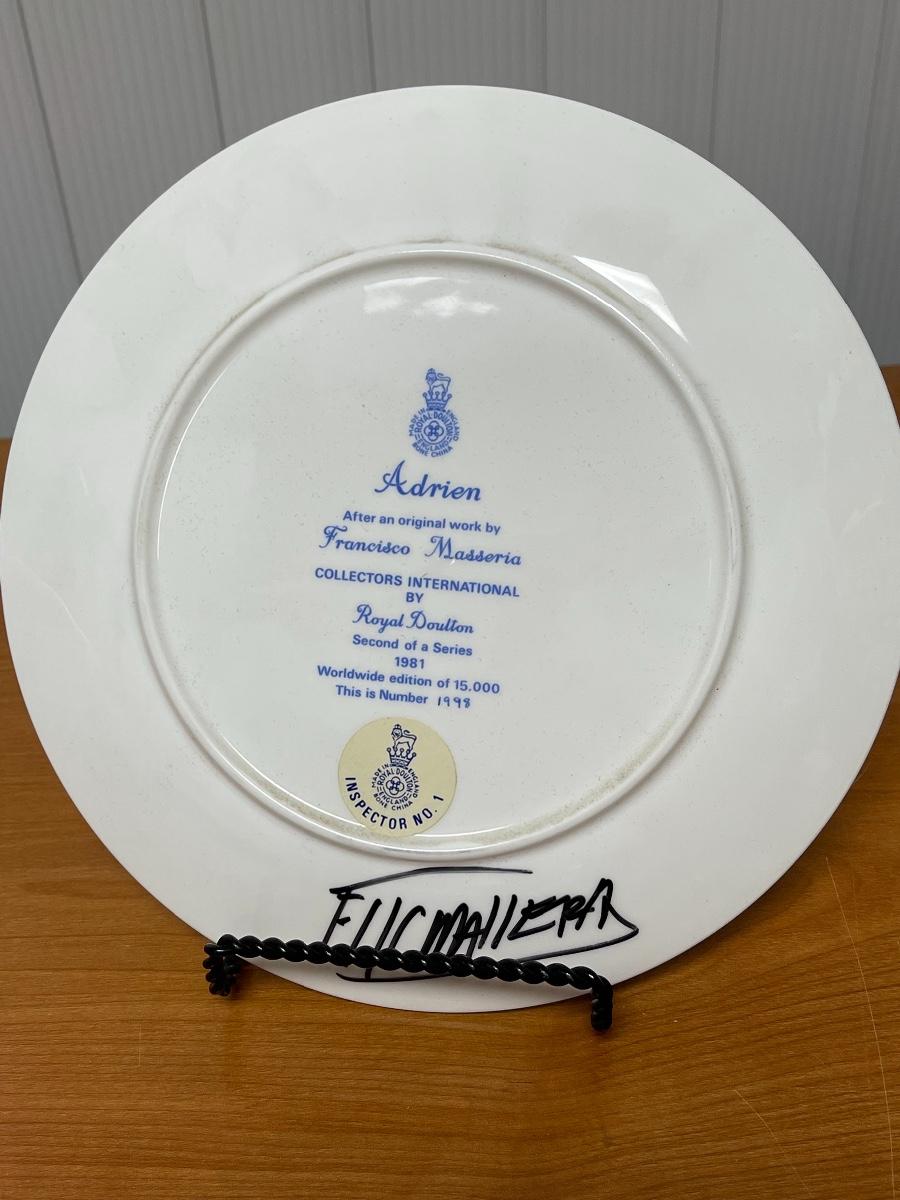 MADE IN ENGLAND
ROYAL DOULTON
ENGLAND
BONE CHINA
Adrien
After an original work by
Francisco Masseria
COLLECTORS INTERNATIONAL
BY
Royal Doulton
Second of a Series
1981
Worldwide edition of 15.000
This is Number 1998
MADE IN ENGLAND
ROYAL DOULTON
ENGLAND
BONE CHINA
INSPECTOR NO. 1